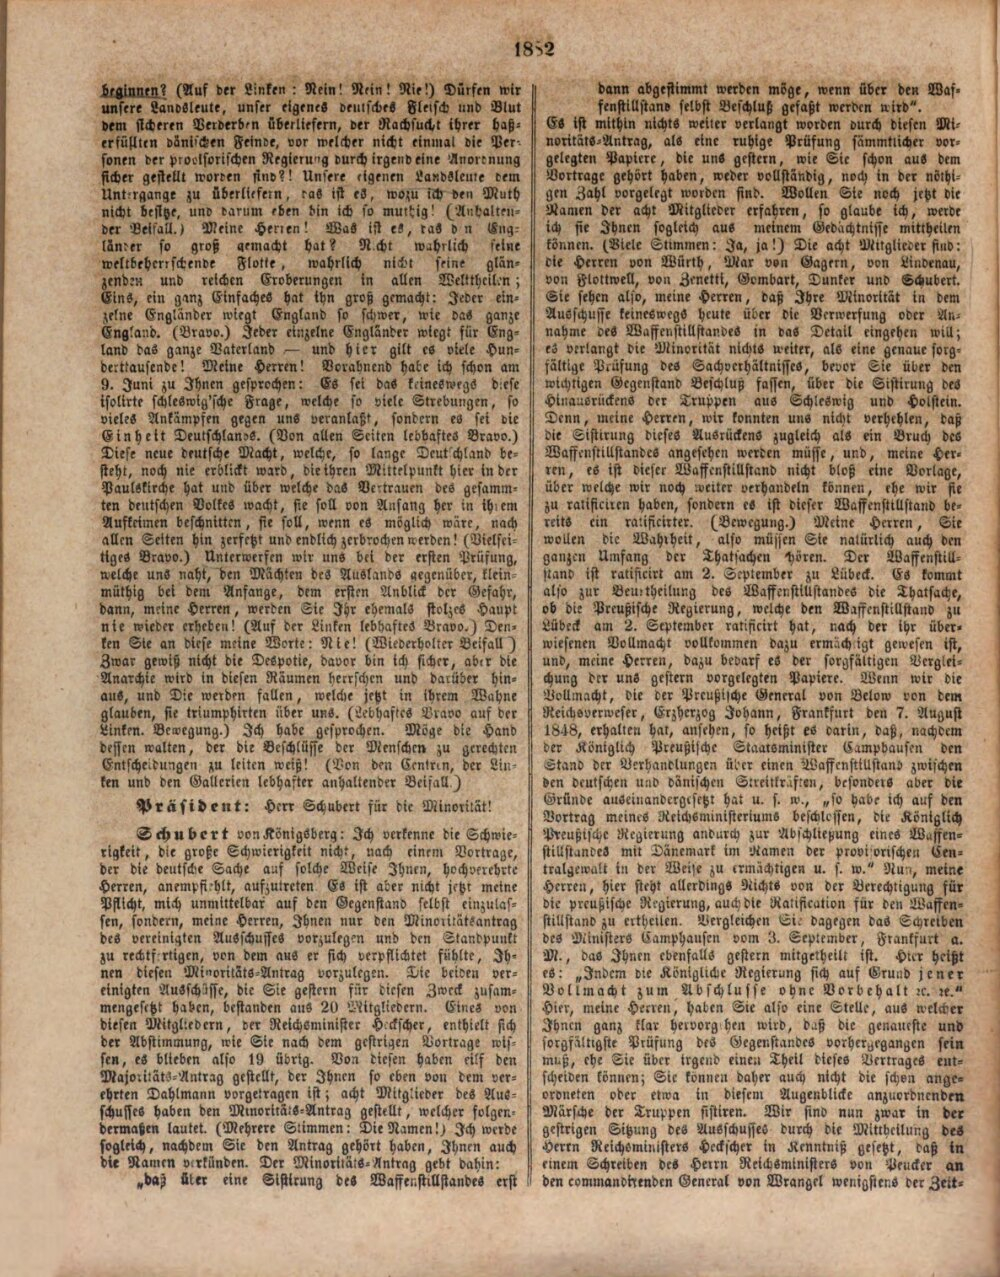 1882
beginnen? (Auf der Linken: Nein! Nein! Nie!) Dürfen wir
unsere Landsleute, unser eigenes deutsches Fleisch und Blut
dem sicheren Verderben überliefern, der Rachsucht ihrer haß-
erfüllten dänischen Feinde, vor welcher nicht einmal die Per-
sonen der provisorischen Regierung durch irgend eine Anordnung
sicher gestellt worden sind?! Unsere eigenen Landsleute dem
Untergange zu überliefern, das ist es, wozu ich den Muth
nicht besitze, und darum eben bin ich so muthig! (Anhalten-
der Beifall.) Meine Herren! Was ist es, das den Eng-
länder so groß gemacht hat? Nicht wahrlich seine
weltbeherrschende Flotte, wahrlich nicht seine glän-
zenden und reichen Eroberungen in allen Welttheilen;
Eins, ein ganz Einfaches hat ihn groß gemacht: Jeder ein-
zelne Engländer wiegt England so schwer, wie das ganze
England. (Bravo.) Jeder einzelne Engländer wiegt für Eng-
land das ganze Vaterland — und hier gilt es viele Hun-
derttausende! Meine Herren! Vorahnend habe ich schon am
9. Juni zu Ihnen gesprochen: Es sei das keineswegs diese
isolirte schleswig'sche Frage, welche so viele Strebungen, so
vieles Ankämpfen gegen uns veranlaßt, sondern es sei die
Einheit Deutschlands. (Von allen Seiten lebhaftes Bravo.)
Diese neue deutsche Macht, welche, so lange Deutschland be-
steht, noch nie erblickt ward, die ihren Mittelpunkt hier in der
Paulskirche hat und über welche das Vertrauen des gesamm-
ten deutschen Volkes wacht, sie soll von Anfang her in ihrem
Aufkeimen beschnitten, sie soll, wenn es möglich wäre, nach
allen Seiten hin zerfetzt und endlich zerbrochen werden! (Vielsei-
tiges Bravo.) Unterwerfen wir uns bei der ersten Prüfung,
welche uns naht, den Mächten des Auslands gegenüber, klein-
müthig bei dem Anfange, dem ersten Anblick der Gefahr,
dann, meine Herren, werden Sie Ihr ehemals stolzes Haupt
nie wieder erheben! (Auf der Linken lebhaftes Bravo.) Den-
ken Sie an diese meine Worte: Nie! (Wiederholter Beifall)
Zwar gewiß nicht die Despotie, davor bin ich sicher, aber die
Anarchie wird in diesen Räumen herrschen und darüber hin-
aus, und Die werden fallen, welche jetzt in ihrem Wahne
glauben, sie triumphirten über uns. (Lebhaftes Bravo auf der
Linken. Bewegung.) Ich habe gesprochen. Möge die Hand
dessen walten, der die Beschlüsse der Menschen zu gerechten
Entscheidungen zu leiten weiß! (Von den Centren, der Lin-
ken und den Gallerien lebhafter anhaltender Beifall.)
Präsident: Herr Schubert für die Minorität!
Schubert von Königsberg: Ich verkenne die Schwie-
rigkeit, die große Schwierigkeit nicht, nach einem Vortrage,
der die deutsche Sache auf solche Weise Ihnen, hochverehrte
Herren, anempfiehlt, aufzutreten. Es ist aber nicht jetzt meine
Pflicht, mich unmittelbar auf den Gegenstand selbst einzulas-
sen, sondern, meine Herren, Ihnen nur den Minoritätsantrag
des vereinigten Ausschusses vorzulegen und den Standpunkt
zu rechtfertigen, von dem aus er sich verpflichtet fühlte, Ih-
nen diesen Minoritäts-Antrag vorzulegen. Die beiden ver-
einigten Ausschüsse, die Sie gestern für diesen Zweck zusam-
mengesetzt haben, bestanden aus 20 Mitgliedern. Eines von
diesen Mitgliedern, der Reichsminister Heckscher, enthielt sich
der Abstimmung, wie Sie nach dem gestrigen Vortrage wis-
sen, es blieben also 19 übrig. Von diesen haben eilf den
Majoritäts-Antrag gestellt, der Ihnen so eben von dem ver-
ehrten Dahlmann vorgetragen ist; acht Mitglieder des Aus-
schusses haben den Minoritäts-Antrag gestellt, welcher folgen-
dermaßen lautet. (Mehrere Stimmen: Die Namen!) Ich werde
sogleich, nachdem Sie den Antrag gehört haben, Ihnen auch
die Namen verkünden. Der Minoritäts-Antrag geht dahin:
„daß über eine Sistirung des Waffenstillstandes erst
dann abgestimmt werden möge, wenn über den Waf-
fenstillstand selbst Beschluß gefaßt werden wird“.
Es ist mithin nichts weiter verlangt worden durch diesen Mi-
noritäts-Antrag, als eine ruhige Prüfung sämmtlicher vor-
gelegten Papiere, die uns gestern, wie Sie schon aus dem
Vortrage gehört haben, weder vollständig, noch in der nöthi-
gen Zahl vorgelegt worden sind. Wollen Sie noch jetzt die
Namen der acht Mitglieder erfahren, so glaube ich, werde
ich sie Ihnen sogleich aus meinem Gedächtnisse mittheilen
können. (Viele Stimmen: Ja, ja!) Die acht Mitglieder sind:
die Herren von Würth, Max von Gagern, von Lindenau,
von Flottwell, von Zenetti, Gombart, Dunker und Schubert.
Sie sehen also, meine Herren, daß Ihre Minorität in dem
Ausschusse keineswegs heute über die Verwerfung oder An-
nahme des Waffenstillstandes in das Detail eingehen will;
es verlangt die Minorität nichts weiter, als eine genaue sorg-
fältige Prüfung des Sachverhältnisses, bevor Sie über den
wichtigen Gegenstand Beschluß fassen, über die Sistirung des
Hinausrückens der Truppen aus Schleswig und Holstein.
Denn, meine Herren, wir konnten uns nicht verhehlen, daß
die Sistirung dieses Ausrückens zugleich als ein Bruch des
Waffenstillstandes angesehen werden müsse, und, meine Her-
ren, es ist dieser Waffenstillstand nicht bloß eine Vorlage,
über welche wir noch weiter verhandeln können, ehe wir sie
zu ratificiren haben, sondern es ist dieser Waffenstillstand be-
reits ein ratificirter. (Bewegung.) Meine Herren, Sie
wollen die Wahrheit, also müssen Sie natürlich auch den
ganzen Umfang der Thatsachen hören. Der Waffenstill-
stand ist ratificirt am 2. September zu Lübeck. Es kommt
also zur Beurtheilung des Waffenstillstandes die Thatsache,
ob die Preußische Regierung, welche den Waffenstillstand zu
Lübeck am 2. September ratificirt hat, nach der ihr über-
wiesenen Vollmacht vollkommen dazu ermächtigt gewesen ist,
und, meine Herren, dazu bedarf es der sorgfältigen Verglei-
chung der uns gestern vorgelegten Papiere. Wenn wir die
Vollmacht, die der Preußische General von Below von dem
Reichsverweser, Erzherzog Johann, Frankfurt den 7. August
1848, erhalten hat, ansehen, so heißt es darin, daß, nachdem
der Königlich Preußische Staatsminister Camphausen den
Stand der Verhandlungen über einen Waffenstillstand zwischen
den deutschen und dänischen Streitkräften, besonders aber die
Gründe auseinandergesetzt hat u. s. w., „so habe ich auf den
Vortrag meines Reichsministeriums beschlossen, die Königlich
Preußische Regierung andurch zur Abschließung eines Waffen-
stillstandes mit Dänemark im Namen der provisorischen Cen-
tralgewalt in der Weise zu ermächtigen u. s. w.“ Nun, meine
Herren, hier steht allerdings Nichts von der Berechtigung für
die preußische Regierung, auch die Ratification für den Waffen-
stillstand zu ertheilen. Vergleichen Sie dagegen das Schreiben
des Ministers Camphausen vom 3. September, Frankfurt a.
M., das Ihnen ebenfalls gestern mitgetheilt ist. Hier heißt
es: „Indem die Königliche Regierung sich auf Grund jener
Vollmacht zum Abschlusse ohne Vorbehalt ꝛc. ꝛc.“
Hier, meine Herren, haben Sie also eine Stelle, aus welcher
Ihnen ganz klar hervorgehen wird, daß die genaueste und
sorgfältigste Prüfung des Gegenstandes vorhergegangen sein
muß, ehe Sie über irgend einen Theil dieses Vertrages ent-
scheiden können; Sie können daher auch nicht die schon ange-
ordneten oder etwa in diesem Augenblicke anzuordnenden
Märsche der Truppen sistiren. Wir sind nun zwar in der
gestrigen Sitzung des Ausschusses durch die Mittheilung des
Herrn Reichsministers Heckscher in Kenntniß gesetzt, daß in
einem Schreiben des Herrn Reichsministers von Peucker an
den commandirenden General von Wrangel wenigstens der Zeit-